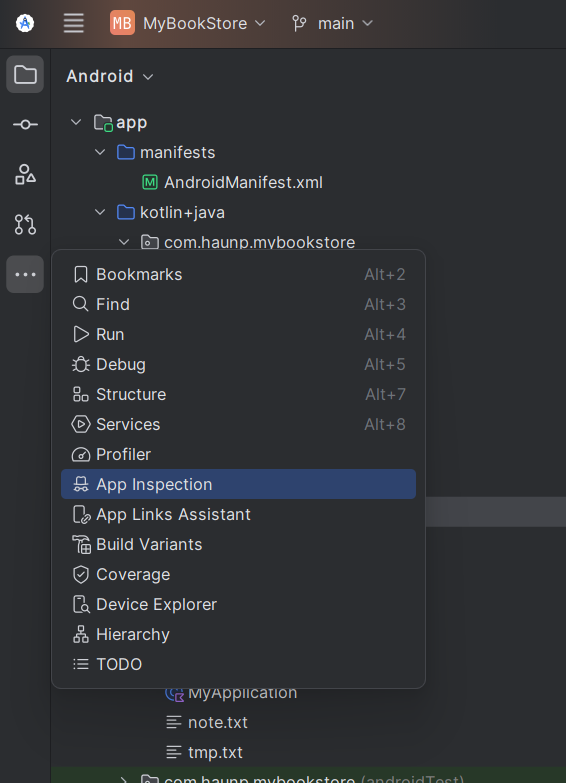 MB MyBookStore main
Android
app
manifests
M AndroidManifest.xml
kotlin+java
com.haunp.mybookstore
Bookmarks Alt+2
Find Alt+3
Run Alt+4
Debug Alt+5
Structure Alt+7
Services Alt+8
Profiler
App Inspection
App Links Assistant
Build Variants
Coverage
Device Explorer
Hierarchy
TODO
MyApplication
note.txt
tmp.txt
com.haunp.mybookstore (androidTest)